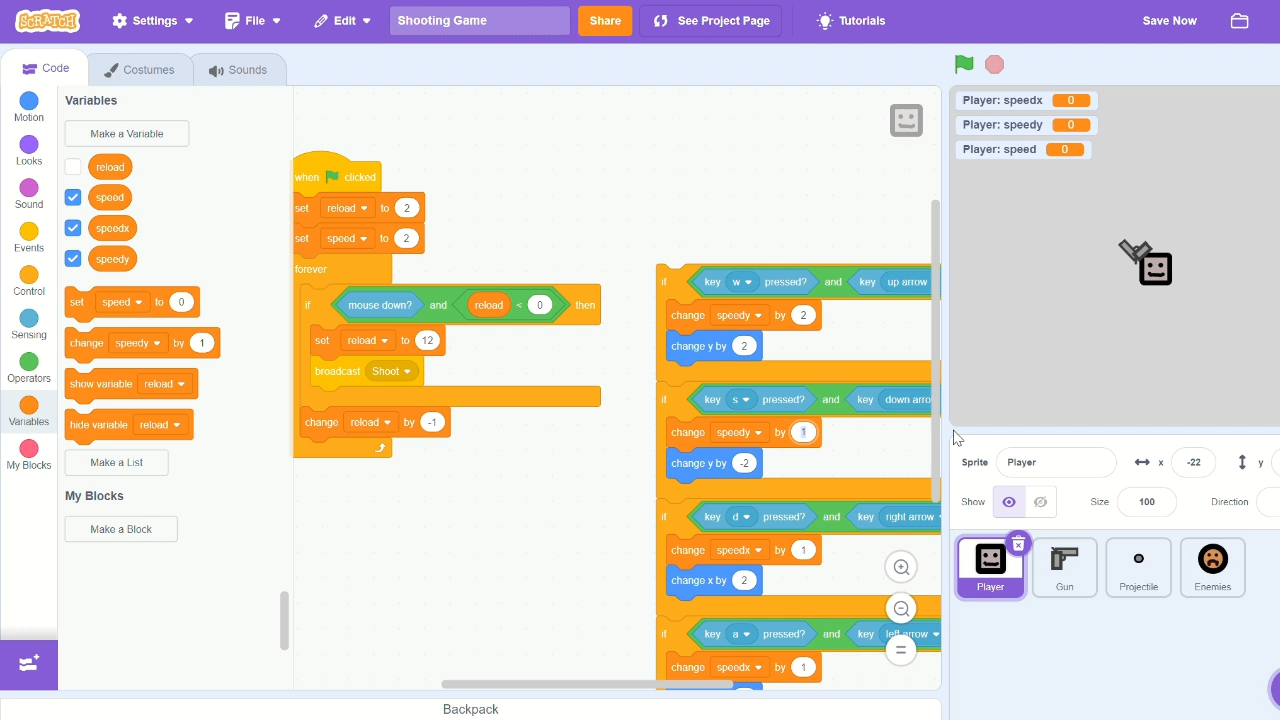 SCRATCH Settings File Edit Shooting Game Share See Project Page Tutorials Save Now
Code Costumes Sounds
Motion
Looks
Sound
Events
Control
Sensing
Operators
Variables
My Blocks
Variables
Make a Variable
reload
speed
speedx
speedy
set speed to 0
change speedy by 1
show variable reload
hide variable reload
Make a List
My Blocks
Make a Block
when clicked
set reload to 2
set speed to 2
forever
if mouse down? and reload < 0 then
set reload to 12
broadcast Shoot
change reload by -1
if key w pressed? and key up arrow
change speedy by 2
change y by 2
if key s pressed? and key down arro
change speedy by 1
change y by -2
if key d pressed? and key right arrow
change speedx by 1
change x by 2
if key a pressed? and key left arrow
change speedx by 1
Player: speedx 0
Player: speedy 0
Player: speed 0
Sprite Player x -22 y
Show Size 100 Direction
Player Gun Projectile Enemies
Backpack